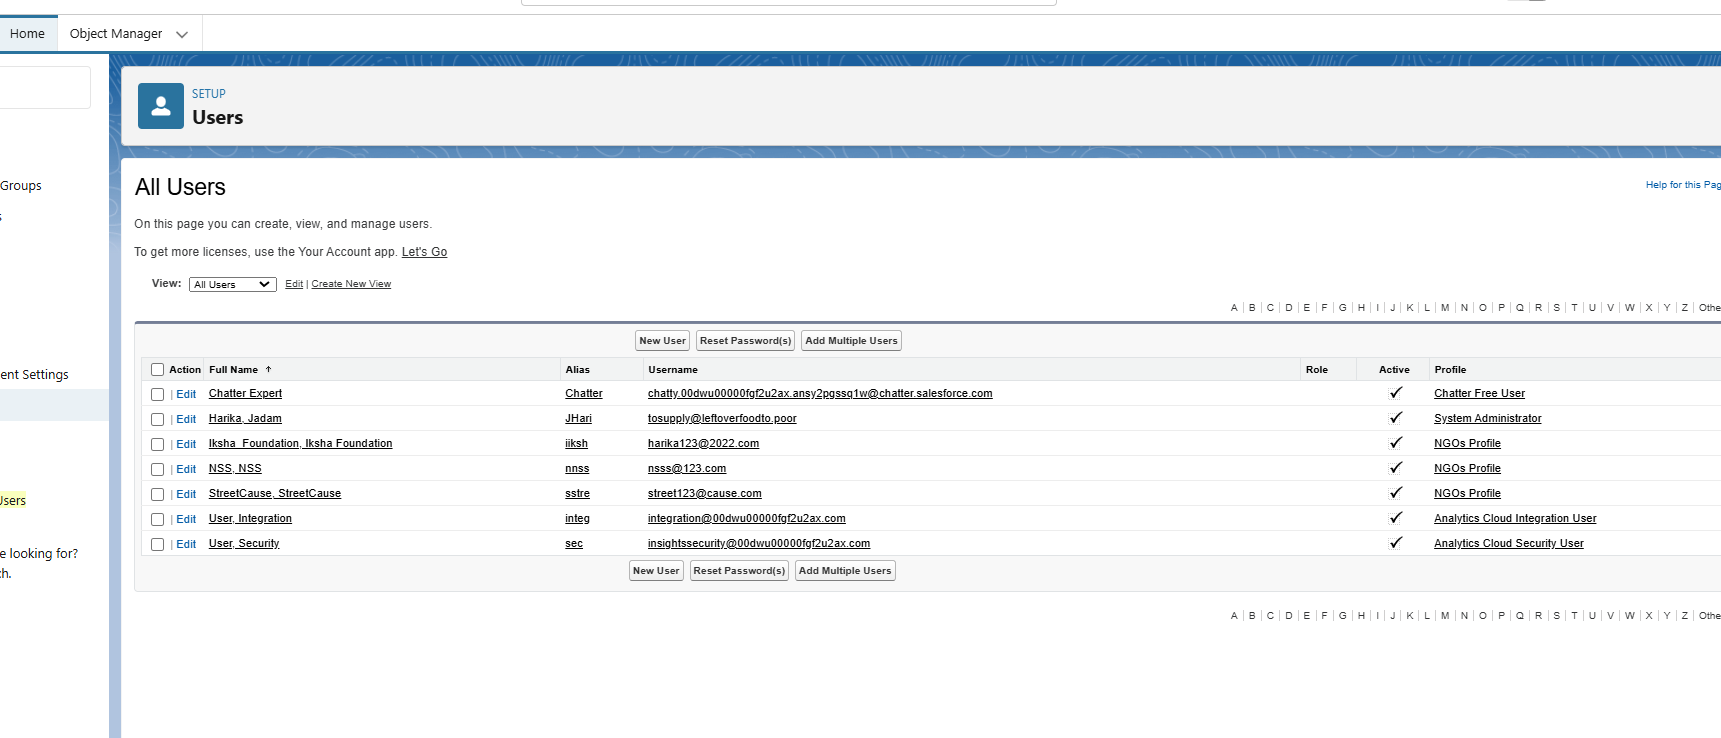 Home Object Manager
SETUP
Users
Groups
s
ent Settings
Users
e looking for?
ch.
All Users
Help for this Pag
On this page you can create, view, and manage users.
To get more licenses, use the Your Account app. Let's Go
View: All Users Edit | Create New View
A | B | C | D | E | F | G | H | I | J | K | L | M | N | O | P | Q | R | S | T | U | V | W | X | Y | Z | Othe
New User Reset Password(s) Add Multiple Users
Action Full Name ↑ Alias Username Role Active Profile
| Edit Chatter Expert Chatter chatty.00dwu00000fgf2u2ax.ansy2pgssq1w@chatter.salesforce.com ✓ Chatter Free User
| Edit Harika, Jadam JHari tosupply@leftoverfoodto.poor ✓ System Administrator
| Edit Iksha_Foundation, Iksha Foundation iiksh harika123@2022.com ✓ NGOs Profile
| Edit NSS, NSS nnss nsss@123.com ✓ NGOs Profile
| Edit StreetCause, StreetCause sstre street123@cause.com ✓ NGOs Profile
| Edit User, Integration integ integration@00dwu00000fgf2u2ax.com ✓ Analytics Cloud Integration User
| Edit User, Security sec insightssecurity@00dwu00000fgf2u2ax.com ✓ Analytics Cloud Security User
New User Reset Password(s) Add Multiple Users
A | B | C | D | E | F | G | H | I | J | K | L | M | N | O | P | Q | R | S | T | U | V | W | X | Y | Z | Othe